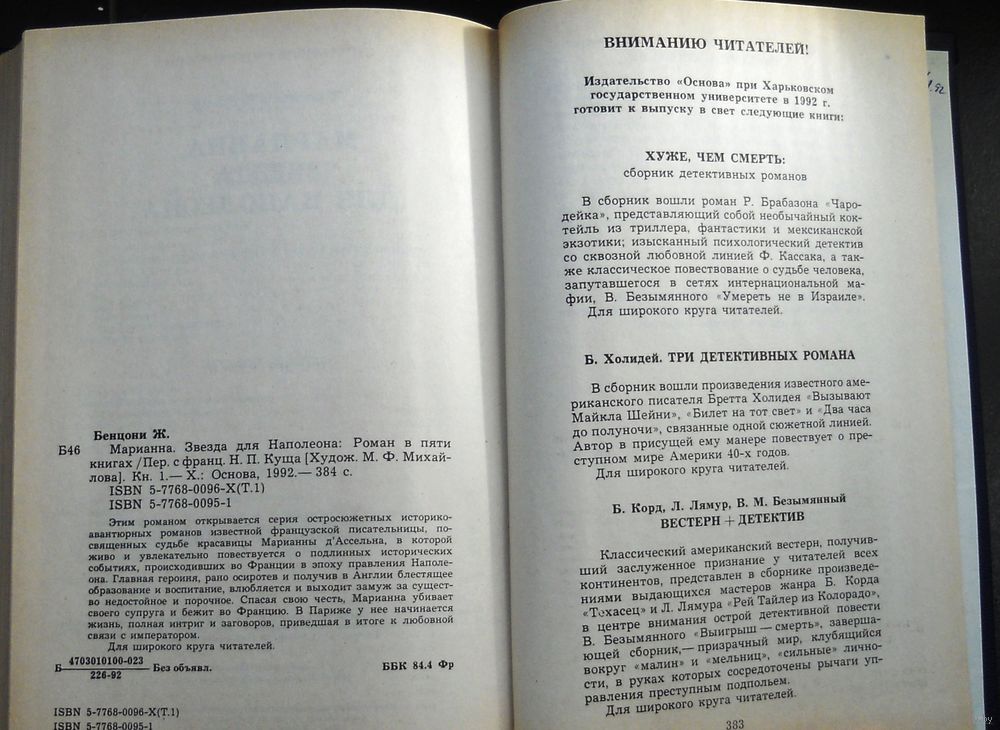 Бенцони Ж.
Б46 Марианна. Звезда для Наполеона: Роман в пяти
книгах /Пер. с франц. Н. П. Куща [Худож. М. Ф. Михай-
лова]. Кн. 1.— Х.: Основа, 1992.— 384 с.
ISBN 5-7768-0096-X(Т.1)
ISBN 5-7768-0095-1
Этим романом открывается серия остросюжетных историко-
авантюрных романов известной французской писательницы, по-
священных судьбе красавицы Марианны д’Ассельна, в которой
живо и увлекательно повествуется о подлинных исторических
событиях, происходивших во Франции в эпоху правления Наполе-
она. Главная героиня, рано осиротев и получив в Англии блестящее
образование и воспитание, влюбляется и выходит замуж за сущест-
во недостойное и порочное. Спасая свою честь, Марианна убивает
своего супруга и бежит во Францию. В Париже у нее начинается
жизнь, полная интриг и заговоров, приведшая в итоге к любовной
связи с императором.
Для широкого круга читателей.
Б 4703010100-023 Без объявл. ББК 84.4 Фр
226-92
ISBN 5-7768-0096-X(Т.1)
ISBN 5-7768-0095-1
ВНИМАНИЮ ЧИТАТЕЛЕЙ!
Издательство «Основа» при Харьковском
государственном университете в 1992 г.
готовит к выпуску в свет следующие книги:
ХУЖЕ, ЧЕМ СМЕРТЬ:
сборник детективных романов
В сборник вошли роман Р. Брабазона «Чаро-
дейка», представляющий собой необычайный кок-
тейль из триллера, фантастики и мексиканской
экзотики; изысканный психологический детектив
со сквозной любовной линией Ф. Кассака, а так-
же классическое повествование о судьбе человека,
запутавшегося в сетях интернациональной ма-
фии, В. Безымянного «Умереть не в Израиле».
Для широкого круга читателей.
Б. Холидей. ТРИ ДЕТЕКТИВНЫХ РОМАНА
В сборник вошли произведения известного аме-
риканского писателя Бретта Холидея «Вызывают
Майкла Шейни», «Билет на тот свет» и «Два часа
до полуночи», связанные одной сюжетной линией.
Автор в присущей ему манере повествует о пре-
ступном мире Америки 40-х годов.
Для широкого круга читателей.
Б. Корд, Л. Лямур, В. М. Безымянный
ВЕСТЕРН + ДЕТЕКТИВ
Классический американский вестерн, получив-
ший заслуженное признание у читателей всех
континентов, представлен в сборнике произведе-
ниями выдающихся мастеров жанра Б. Корда
«Техасец» и Л. Лямура «Рей Тайлер из Колорадо»,
в центре внимания острой детективной повести
В. Безымянного «Выигрыш — смерть», заверша-
ющей сборник,— призрачный мир, клубящийся
вокруг «малин» и «мельниц», «сильные» лично-
сти, в руках которых сосредоточены рычаги уп-
равления преступным подпольем.
Для широкого круга читателей.
383